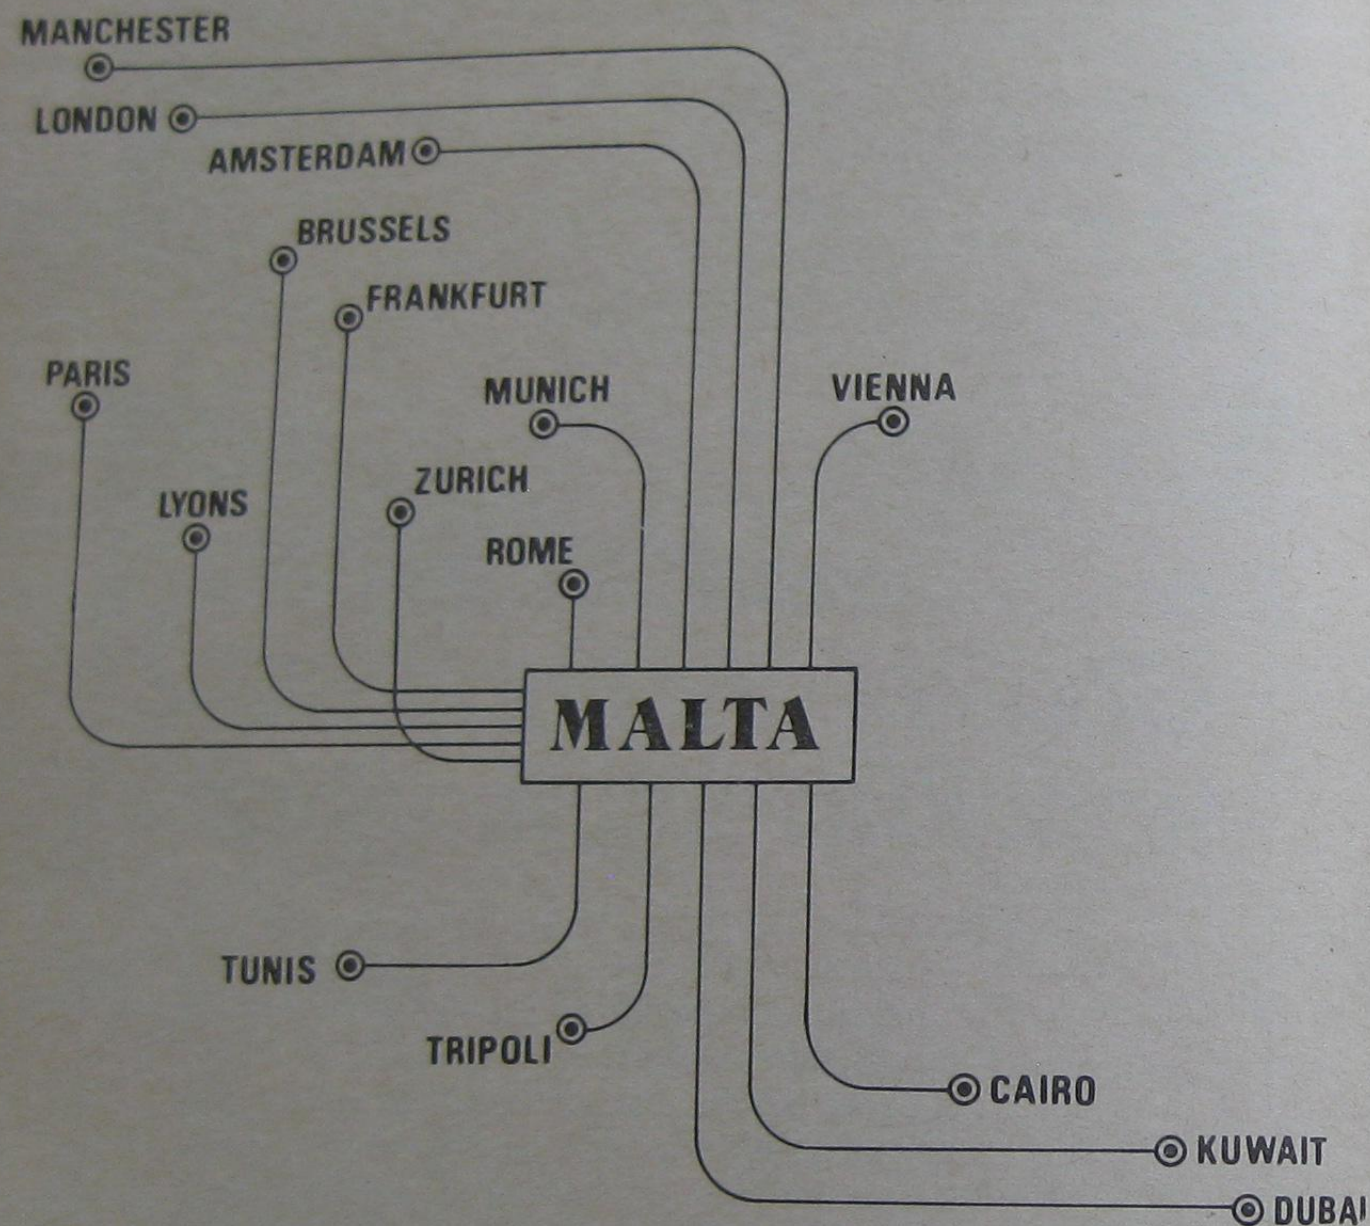 MANCHESTER
LONDON
AMSTERDAM
BRUSSELS
FRANKFURT
PARIS
MUNICH
VIENNA
ZURICH
LYONS
ROME
MALTA
TUNIS
TRIPOLI
CAIRO
KUWAIT
DUBAI